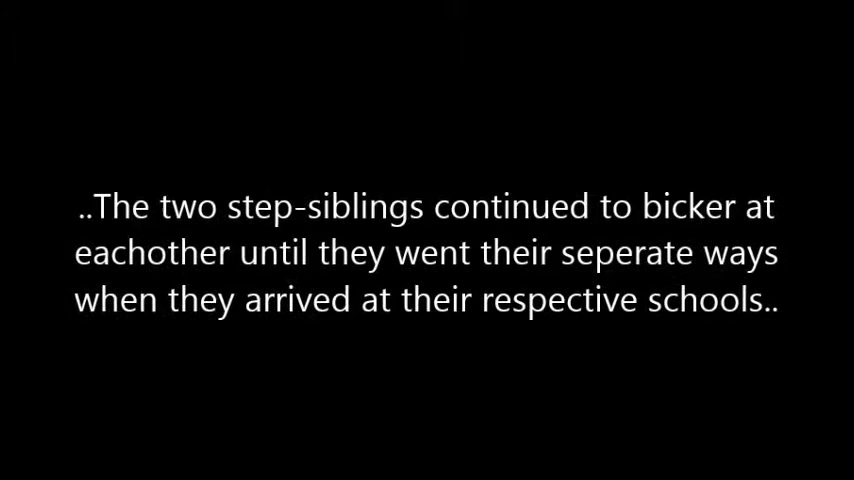 ..The two step-siblings continued to bicker at
eachother until they went their seperate ways
when they arrived at their respective schools..